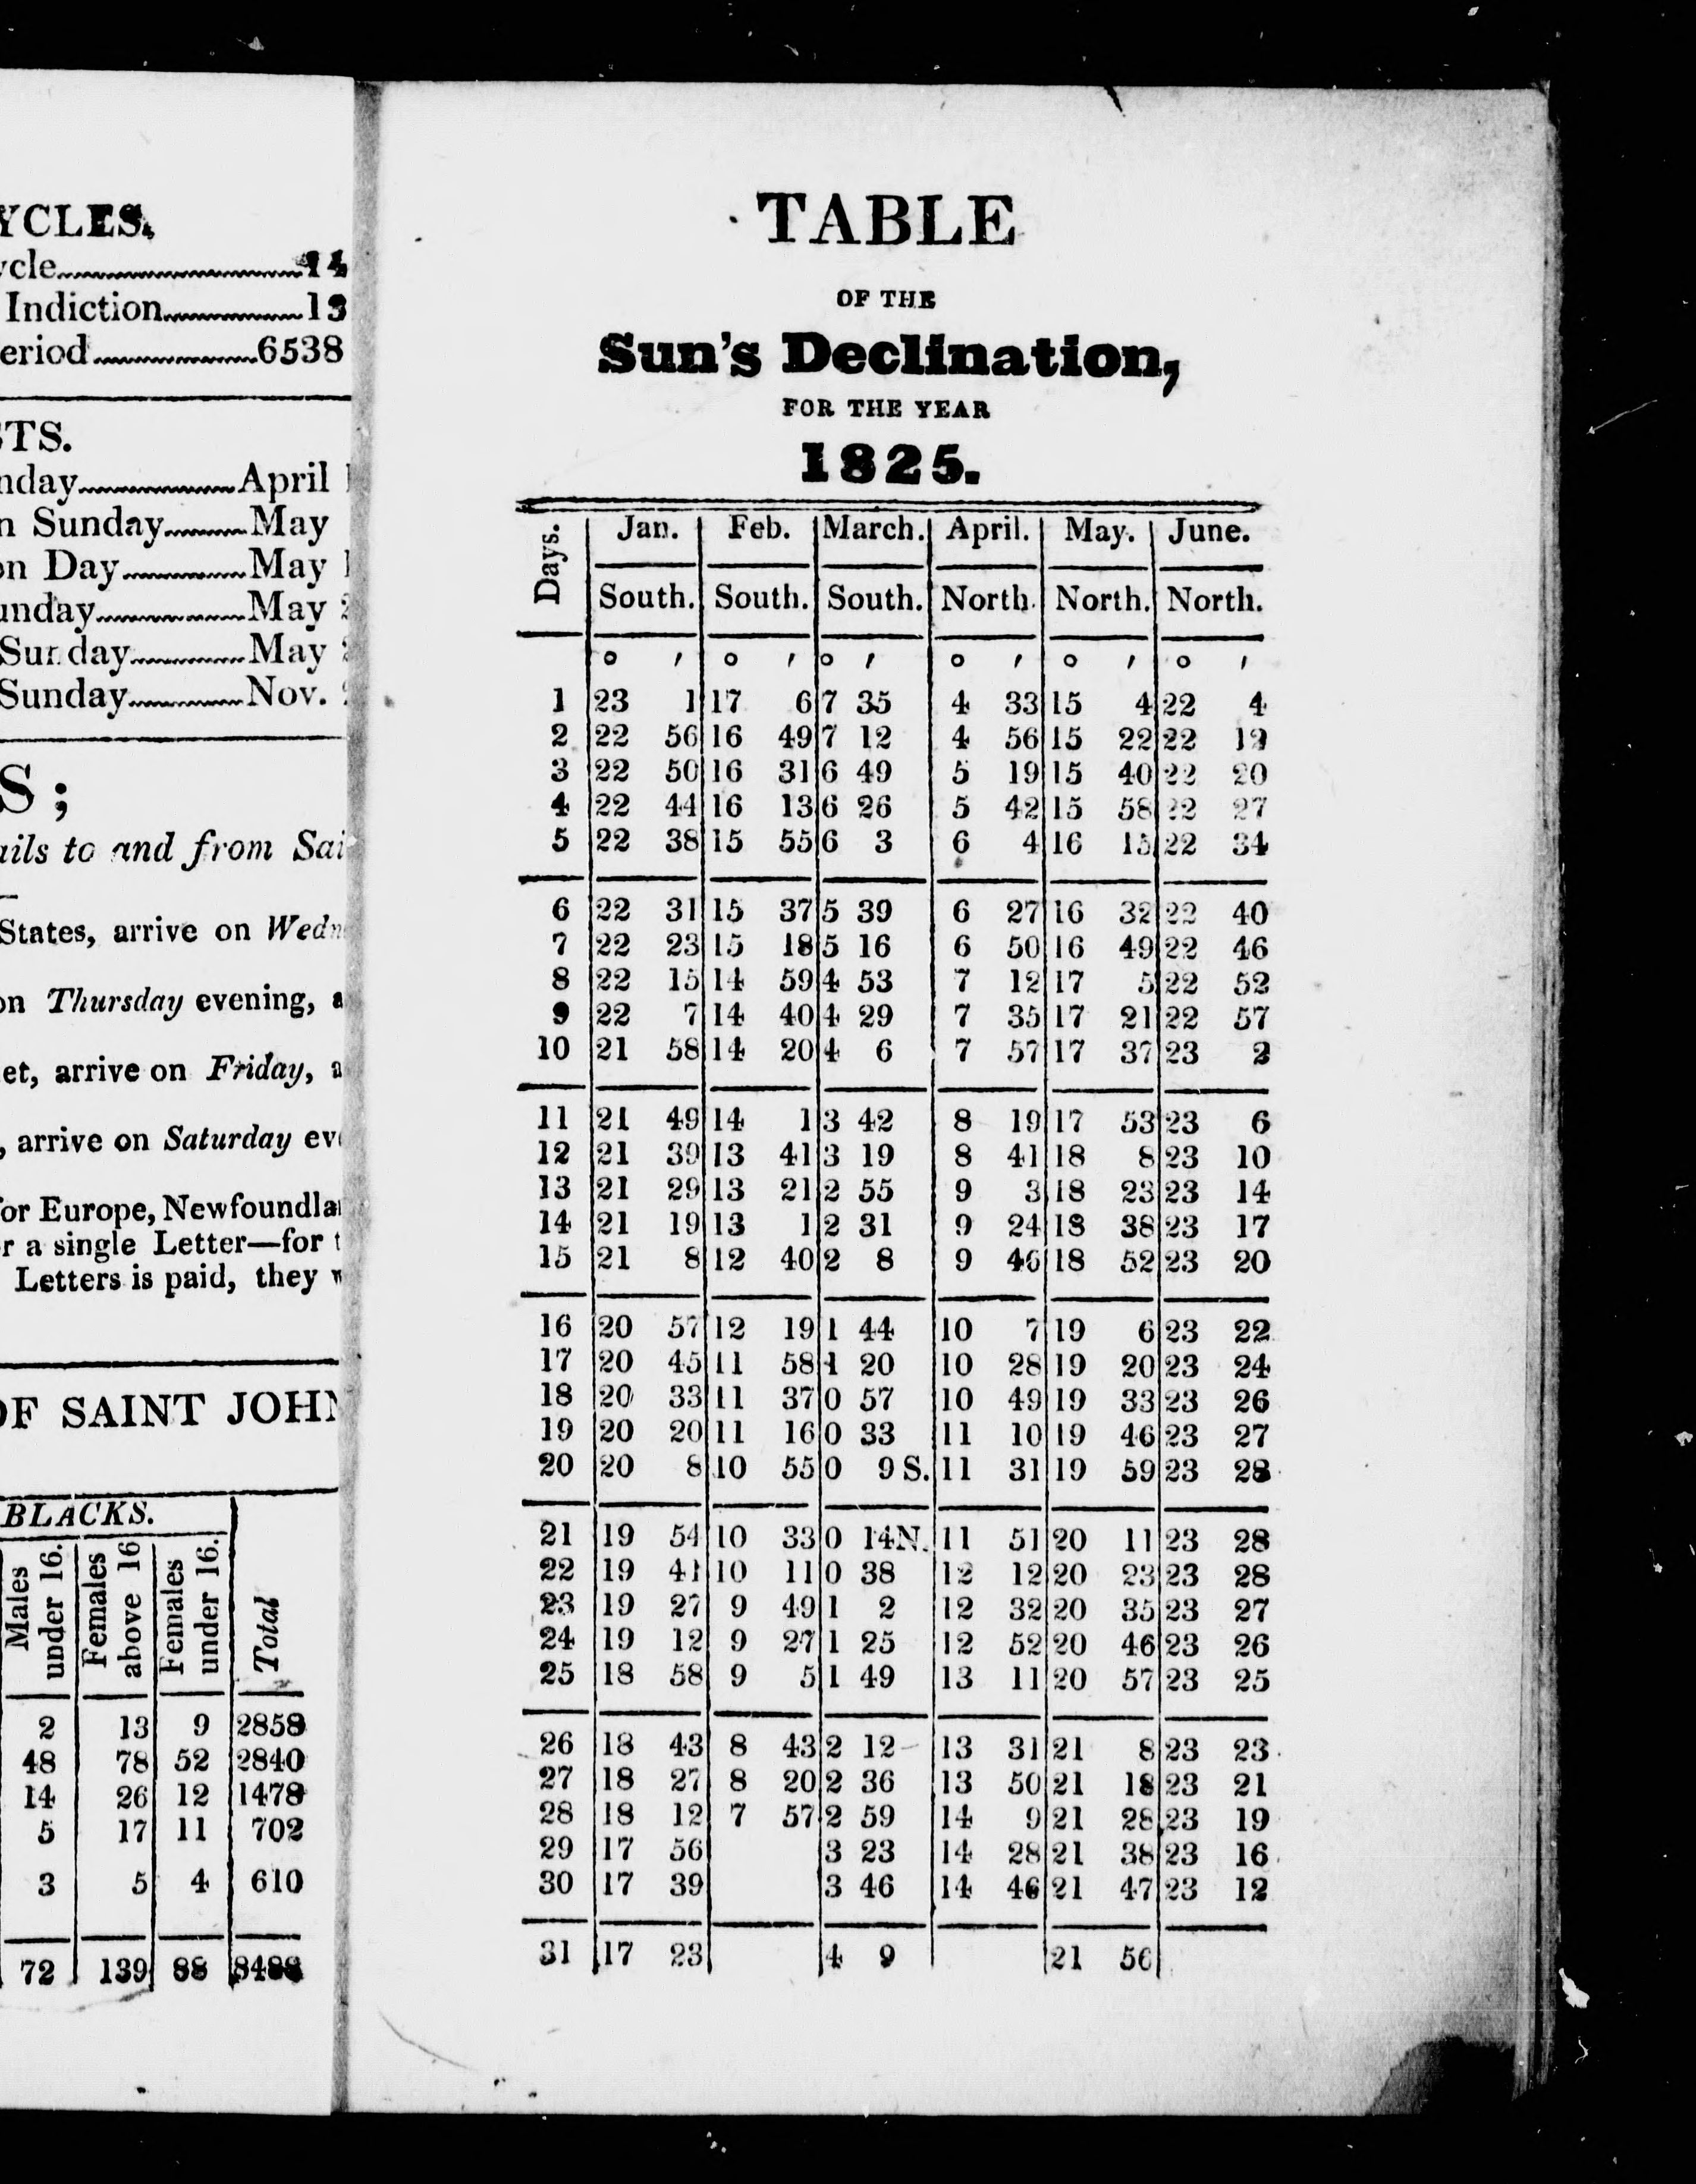 YCLES.
ycle 14
Indiction 13
eriod 6538
STS.
nday April
n Sunday May
on Day May
unday May
Sunday May
Sunday Nov.
S;
ails to and from Sai
States, arrive on Wedn
on Thursday evening, a
et, arrive on Friday, a
, arrive on Saturday ev
for Europe, Newfoundla
r a single Letter—for t
Letters is paid, they w
OF SAINT JOHN
BLACKS.
Males under 16. Females above 16 Females under 16. Total
2 13 9 2858
48 78 52 2840
14 26 12 1478
5 17 11 702
3 5 4 610
72 139 88 8488
TABLE
OF THE
Sun's Declination,
FOR THE YEAR
1825.
Days. Jan. Feb. March. April. May. June.
South. South. South. North. North. North.
° ′ ° ′ ° ′ ° ′ ° ′ ° ′
1 23 1 17 6 7 35 4 33 15 4 22 4
2 22 56 16 49 7 12 4 56 15 22 22 12
3 22 50 16 31 6 49 5 19 15 40 22 20
4 22 44 16 13 6 26 5 42 15 58 22 27
5 22 38 15 55 6 3 6 4 16 15 22 34
6 22 31 15 37 5 39 6 27 16 32 22 40
7 22 23 15 18 5 16 6 50 16 49 22 46
8 22 15 14 59 4 53 7 12 17 5 22 52
9 22 7 14 40 4 29 7 35 17 21 22 57
10 21 58 14 20 4 6 7 57 17 37 23 2
11 21 49 14 1 3 42 8 19 17 53 23 6
12 21 39 13 41 3 19 8 41 18 8 23 10
13 21 29 13 21 2 55 9 3 18 23 23 14
14 21 19 13 1 2 31 9 24 18 38 23 17
15 21 8 12 40 2 8 9 46 18 52 23 20
16 20 57 12 19 1 44 10 7 19 6 23 22
17 20 45 11 58 1 20 10 28 19 20 23 24
18 20 33 11 37 0 57 10 49 19 33 23 26
19 20 20 11 16 0 33 11 10 19 46 23 27
20 20 8 10 55 0 9 S. 11 31 19 59 23 28
21 19 54 10 33 0 14 N. 11 51 20 11 23 28
22 19 41 10 11 0 38 12 12 20 23 23 28
23 19 27 9 49 1 2 12 32 20 35 23 27
24 19 12 9 27 1 25 12 52 20 46 23 26
25 18 58 9 5 1 49 13 11 20 57 23 25
26 18 43 8 43 2 12 13 31 21 8 23 23
27 18 27 8 20 2 36 13 50 21 18 23 21
28 18 12 7 57 2 59 14 9 21 28 23 19
29 17 56 3 23 14 28 21 38 23 16
30 17 39 3 46 14 46 21 47 23 12
31 17 23 4 9 21 56